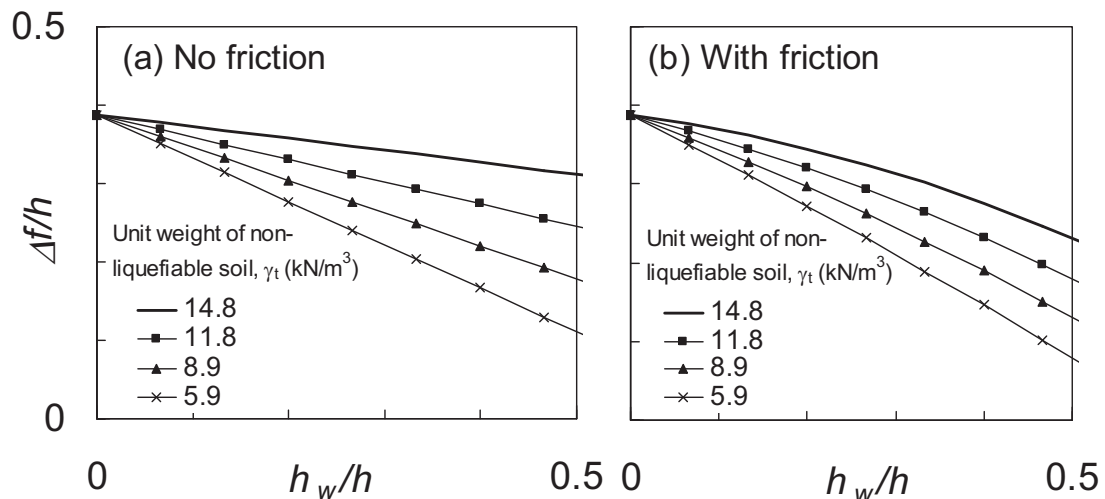 0.5
Δf/h
0
(a) No friction
Unit weight of non-
liquefiable soil, γt (kN/m³)
14.8
11.8
8.9
5.9
0
hw/h
0.5
(b) With friction
Unit weight of non-
liquefiable soil, γt (kN/m³)
14.8
11.8
8.9
5.9
0
hw/h
0.5